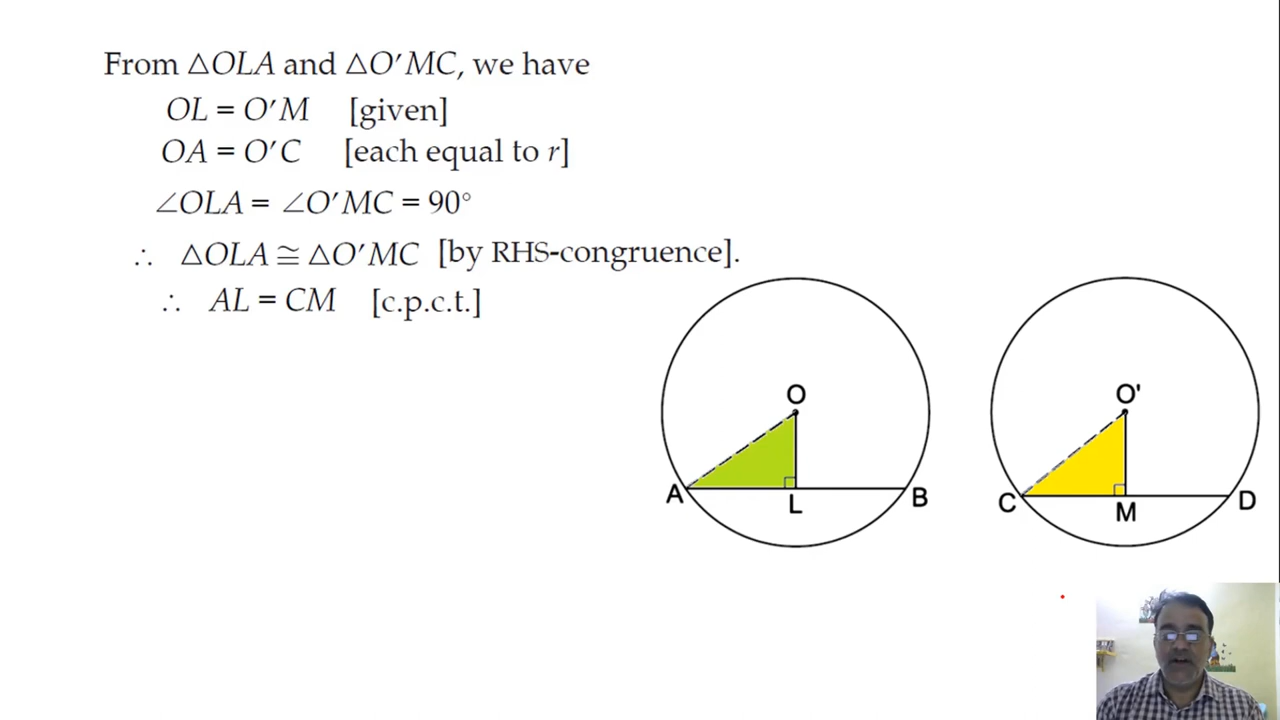 From △OLA and △O′MC, we have
OL = O′M [given]
OA = O′C [each equal to r]
∠OLA = ∠O′MC = 90°
∴ △OLA ≅ △O′MC [by RHS-congruence].
∴ AL = CM [c.p.c.t.]
O
O'
A
L
B
C
M
D